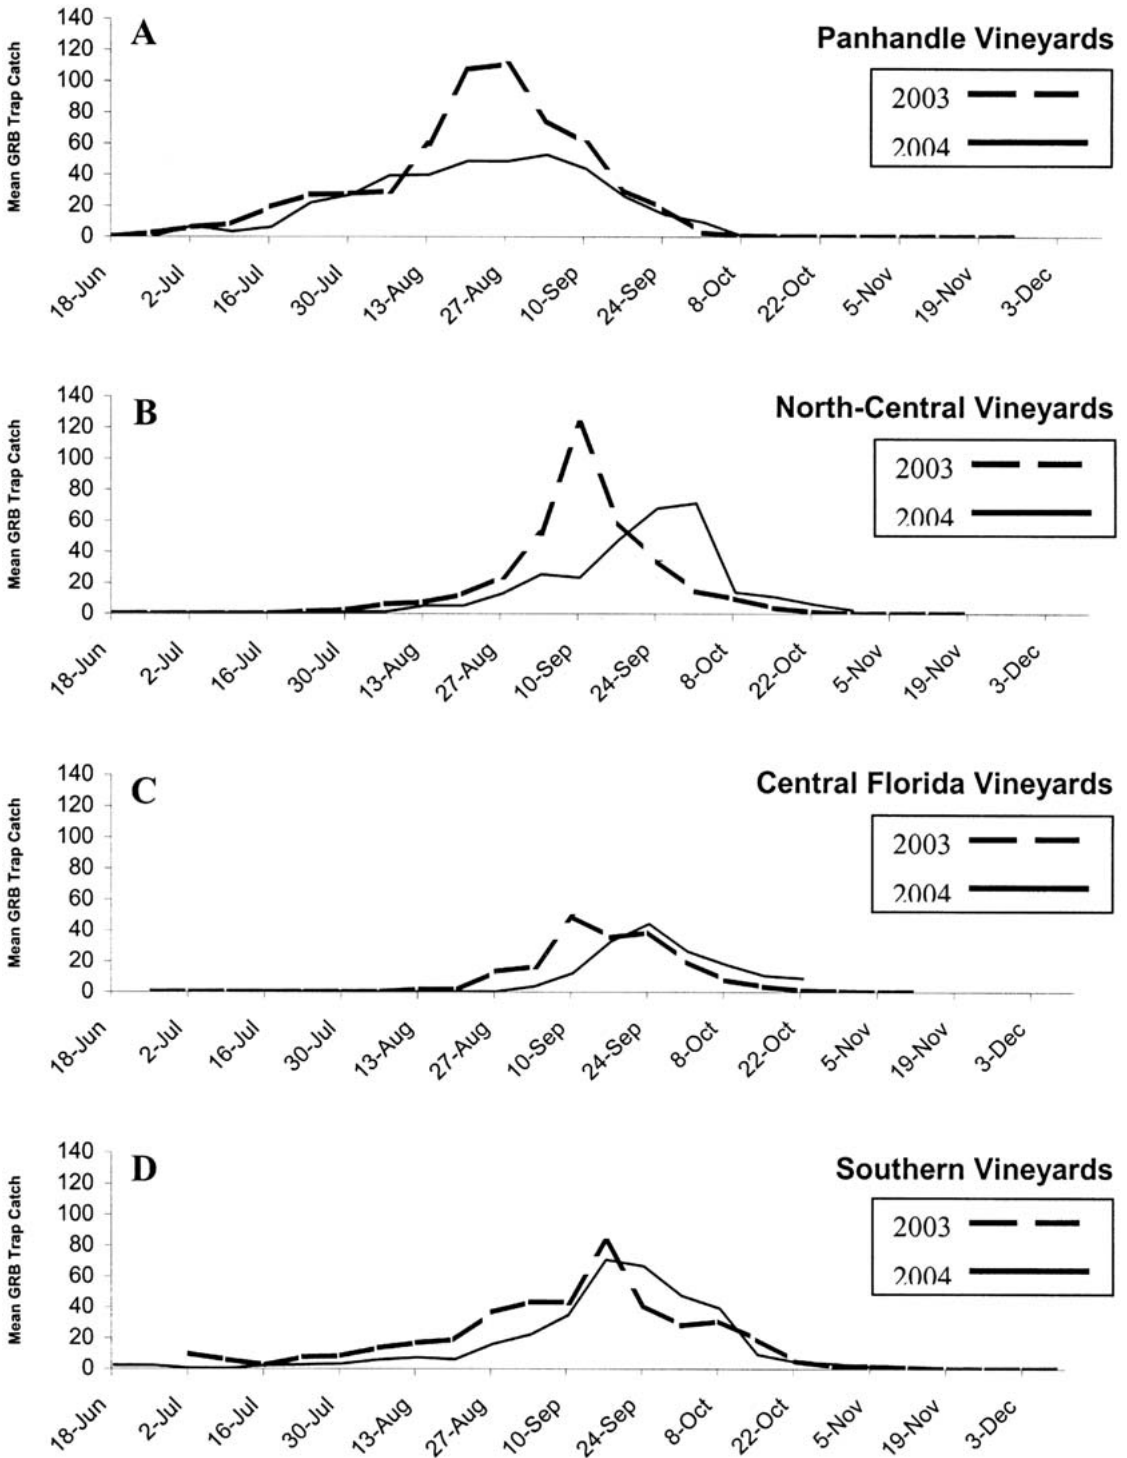 A
Panhandle Vineyards
Mean GRB Trap Catch
140
120
100
80
60
40
20
0
2003
2004
18-Jun
2-Jul
16-Jul
30-Jul
13-Aug
27-Aug
10-Sep
24-Sep
8-Oct
22-Oct
5-Nov
19-Nov
3-Dec
B
North-Central Vineyards
Mean GRB Trap Catch
140
120
100
80
60
40
20
0
2003
2004
18-Jun
2-Jul
16-Jul
30-Jul
13-Aug
27-Aug
10-Sep
24-Sep
8-Oct
22-Oct
5-Nov
19-Nov
3-Dec
C
Central Florida Vineyards
Mean GRB Trap Catch
140
120
100
80
60
40
20
0
2003
2004
18-Jun
2-Jul
16-Jul
30-Jul
13-Aug
27-Aug
10-Sep
24-Sep
8-Oct
22-Oct
5-Nov
19-Nov
3-Dec
D
Southern Vineyards
Mean GRB Trap Catch
140
120
100
80
60
40
20
0
2003
2004
18-Jun
2-Jul
16-Jul
30-Jul
13-Aug
27-Aug
10-Sep
24-Sep
8-Oct
22-Oct
5-Nov
19-Nov
3-Dec